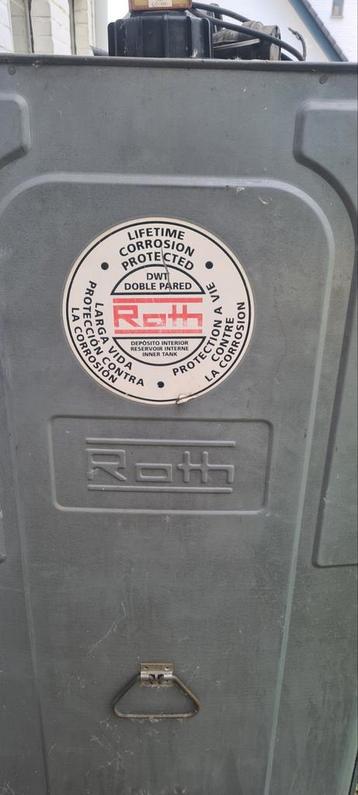 LIFETIME
CORROSION
PROTECTED
DWT
DOBLE PARED
Roth
DEPÓSITO INTERIOR
RESERVOIR INTERNE
INNER TANK
LARGA VIDA
PROTECCIÓN CONTRA
LA CORROSIÓN
PROTECTION A VIE
CONTRE
LA CORROSION
Roth